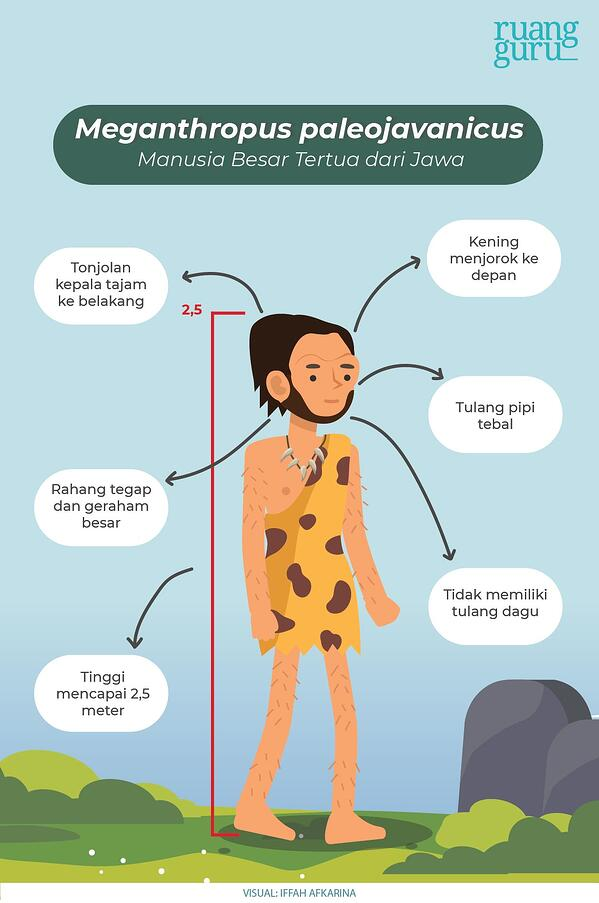 ruang
guru
Meganthropus paleojavanicus
Manusia Besar Tertua dari Jawa
Tonjolan
kepala tajam
ke belakang
Kening
menjorok ke
depan
2,5
Tulang pipi
tebal
Rahang tegap
dan geraham
besar
Tidak memiliki
tulang dagu
Tinggi
mencapai 2,5
meter
VISUAL: IFFAH AFKARINA